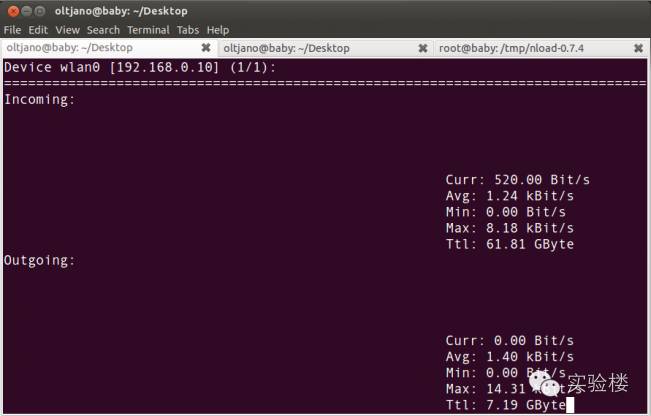 oltjano@baby: ~/Desktop
File Edit View Search Terminal Tabs Help
oltjano@baby: ~/Desktop oltjano@baby: ~/Desktop root@baby: /tmp/nload-0.7.4
Device wlan0 [192.168.0.10] (1/1):
================================================================================
Incoming:
Curr: 520.00 Bit/s
Avg: 1.24 kBit/s
Min: 0.00 Bit/s
Max: 8.18 kBit/s
Ttl: 61.81 GByte
Outgoing:
Curr: 0.00 Bit/s
Avg: 1.40 kBit/s
Min: 0.00 Bit/s
Max: 14.31 kBit/s
Ttl: 7.19 GByte
实验楼